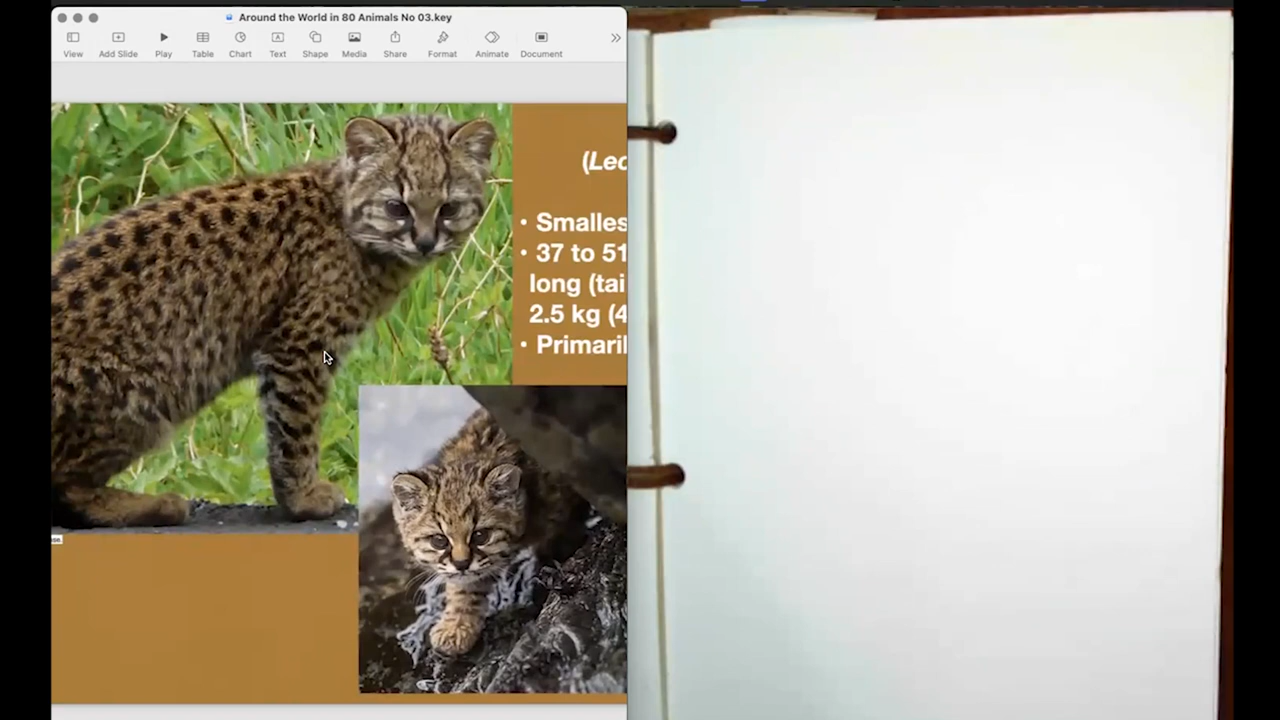 Around the World in 80 Animals No 03.key
View
Add Slide
Play
Table
Chart
Text
Shape
Media
Share
Format
Animate
Document
(Leo
• Smalles
• 37 to 51
long (tai
2.5 kg (4
• Primaril